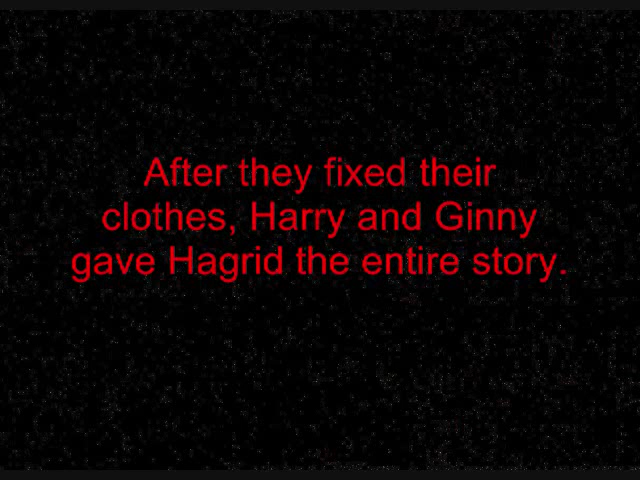 After they fixed their
clothes, Harry and Ginny
gave Hagrid the entire story.